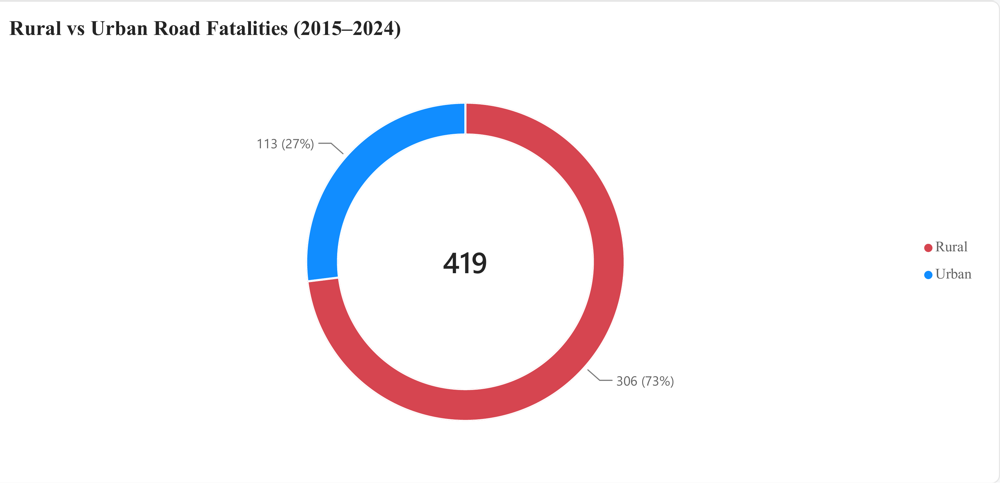 Rural vs Urban Road Fatalities (2015–2024)
113 (27%)
419
Rural
Urban
306 (73%)